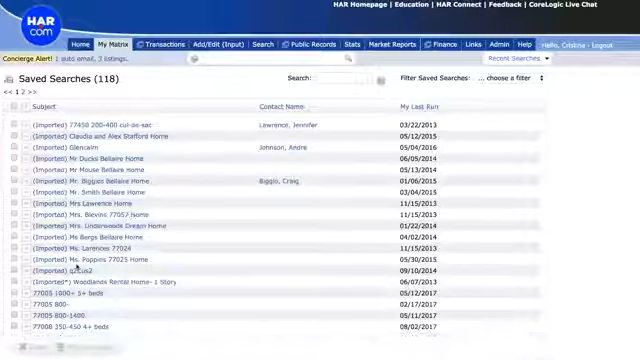 HAR Homepage | Education | HAR Connect | Feedback | CoreLogic Live Chat
HAR
com
Home My Matrix Transactions Add/Edit (Input) Search Public Records Stats Market Reports Finance Links Admin Help Hello, Cristina - Logout
Concierge Alert! 1 auto email, 3 listings. Recent Searches
Saved Searches (118) Search: Filter Saved Searches: ... choose a filter
<< 1 2 >>
Subject Contact Name My Last Run
(Imported) 77450 200-400 cul-de-sac Lawrence, Jennifer 03/22/2013
(Imported) Claudia and Alex Stafford Home 05/12/2015
(Imported) Glencairn Johnson, Andre 05/04/2016
(Imported) Mr Ducks Bellaire Home 06/05/2014
(Imported) Mr Mouse Bellaire home 05/13/2014
(Imported) Mr. Biggios Bellaire Home Biggio, Craig 01/06/2015
(Imported) Mr. Smith Bellaire Home 03/04/2015
(Imported) Mrs Lawrence Home 11/15/2013
(Imported) Mrs. Blevins 77057 Home 11/15/2013
(Imported) Mrs. Underwoods Dream Home 01/22/2014
(Imported) Ms Bergs Bellaire Home 04/02/2014
(Imported) Ms. Larences 77024 11/15/2013
(Imported) Ms. Poppins 77025 Home 05/30/2015
(Imported) 09/10/2014
(Imported*) Woodlands Rental Home- 1 Story 06/07/2013
77005 1000+ 5+ beds 05/12/2017
77005 800- 02/17/2017
77005 800-1400 05/11/2017
77008 350-450 4+ beds 08/02/2017